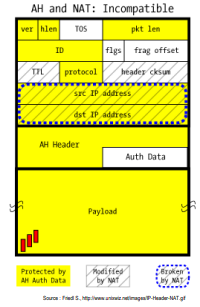 AH and NAT: Incompatible
ver hlen TOS pkt len
ID flgs frag offset
TTL protocol header cksum
src IP address
dst IP address
AH Header
Auth Data
Payload
Protected by AH Auth Data
Modified by NAT
Broken by NAT
Source : Friedl S., http://www.unixwiz.net/images/IP-Header-NAT.gif